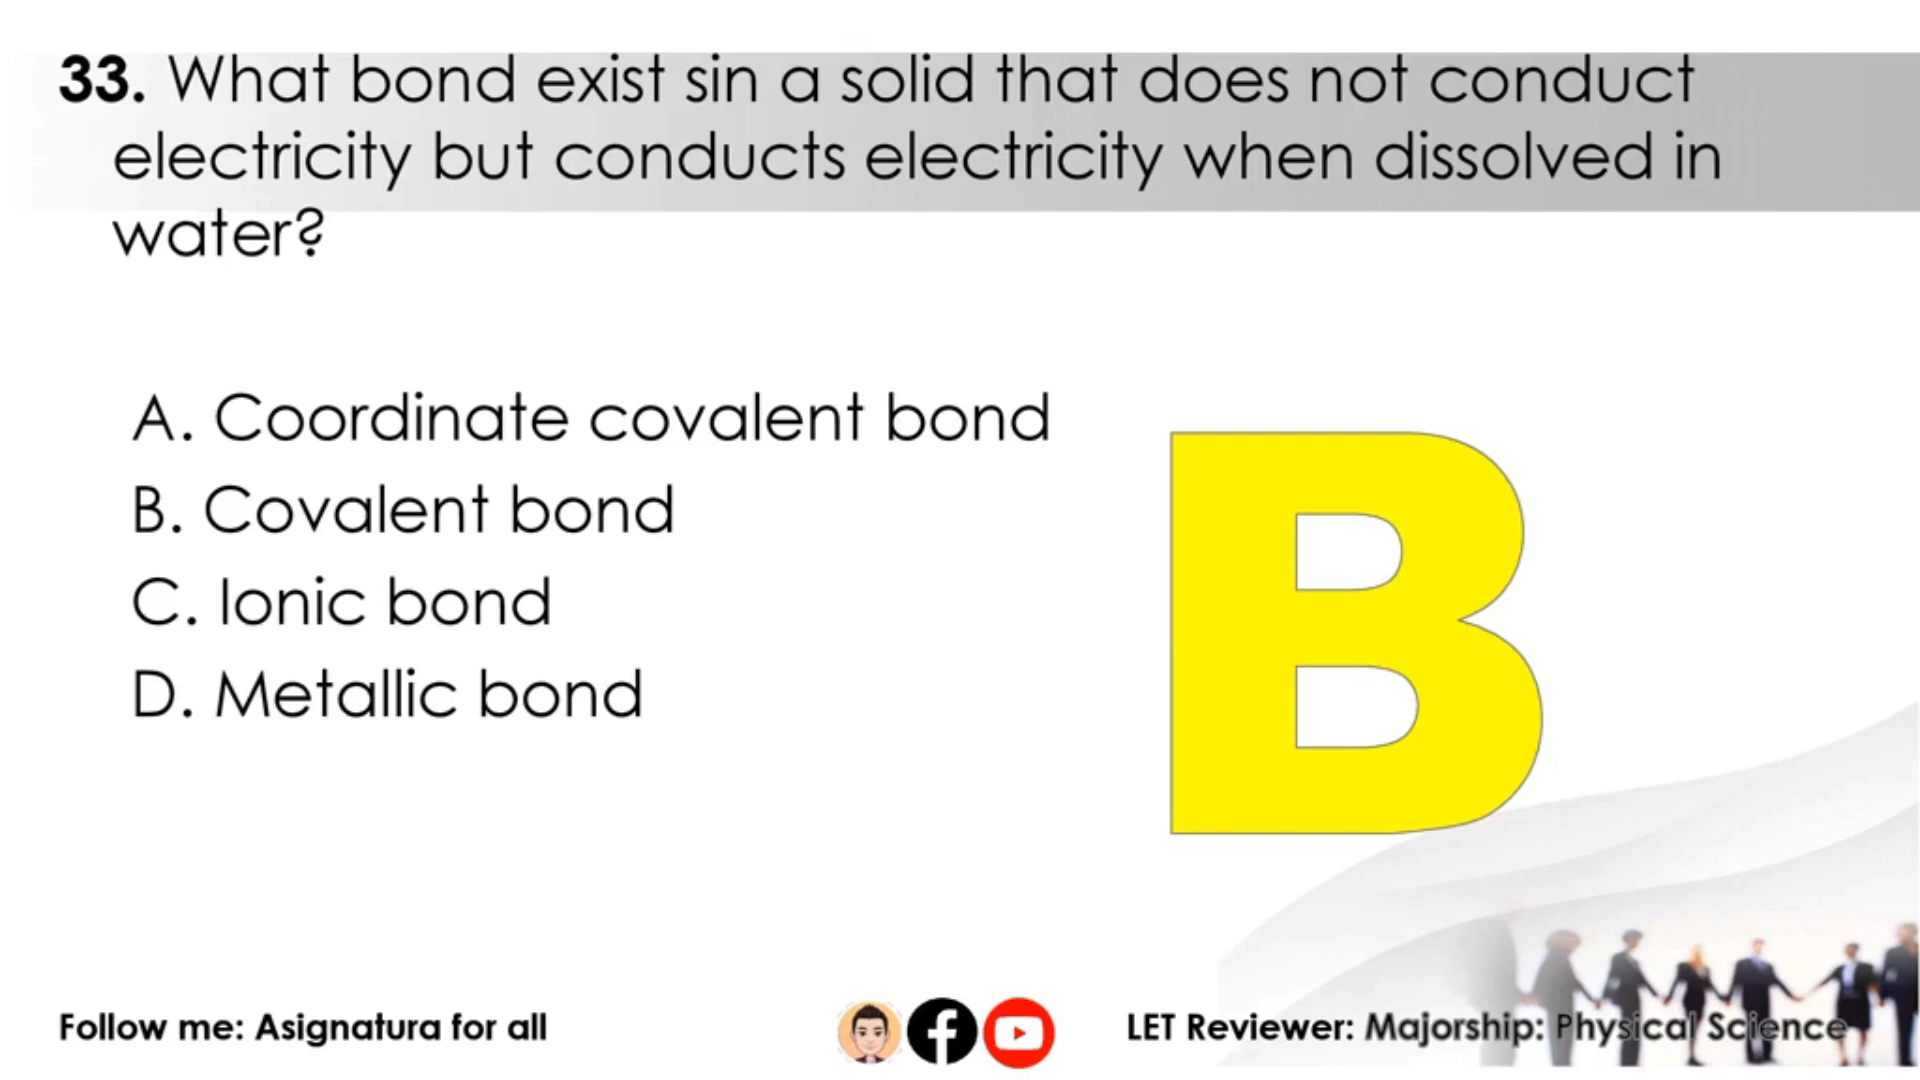 33. What bond exist sin a solid that does not conduct
electricity but conducts electricity when dissolved in
water?
A. Coordinate covalent bond
B. Covalent bond
C. Ionic bond
D. Metallic bond
B
Follow me: Asignatura for all
LET Reviewer: Majorship: Physical Science